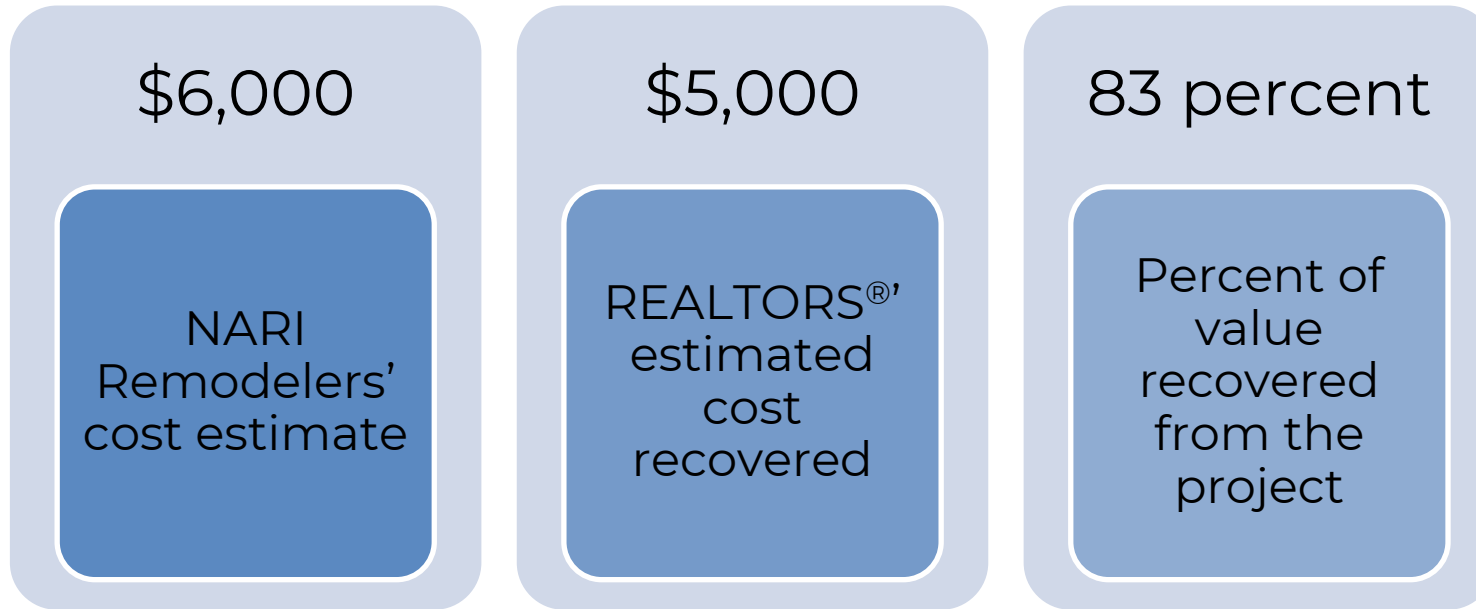 $6,000
NARI
Remodelers’
cost estimate
$5,000
REALTORS®’
estimated
cost
recovered
83 percent
Percent of
value
recovered
from the
project